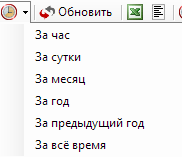 Обновить
За час
За сутки
За месяц
За год
За предыдущий год
За всё время